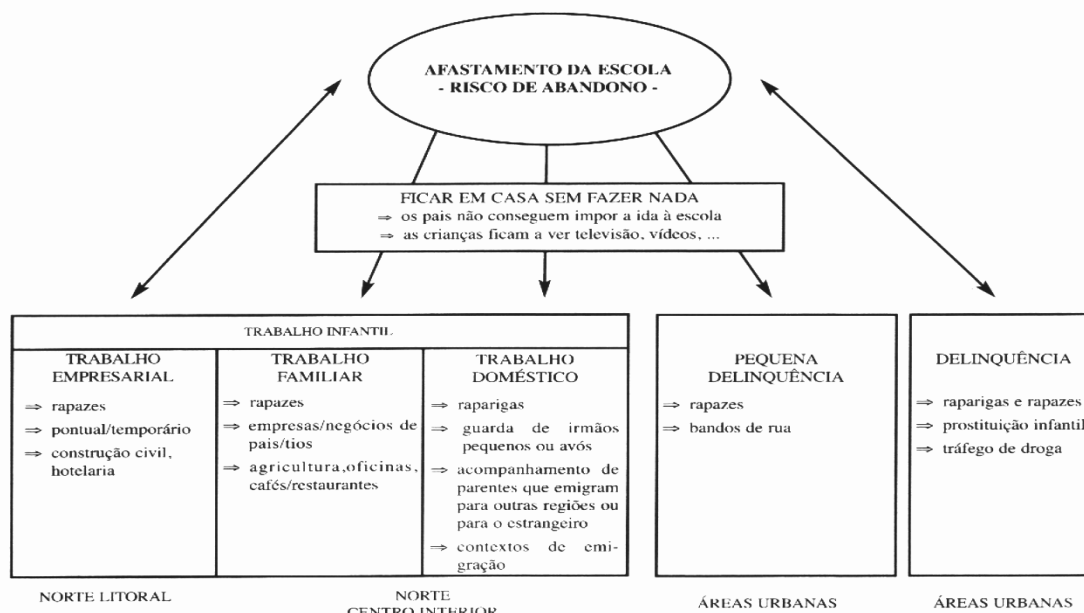 AFASTAMENTO DA ESCOLA
- RISCO DE ABANDONO -
FICAR EM CASA SEM FAZER NADA
⇒ os pais não conseguem impor a ida à escola
⇒ as crianças ficam a ver televisão, vídeos, ...
TRABALHO INFANTIL
TRABALHO
EMPRESARIAL
⇒ rapazes
⇒ pontual/temporário
⇒ construção civil,
hotelaria
TRABALHO
FAMILIAR
⇒ rapazes
⇒ empresas/negócios de
pais/tios
⇒ agricultura,oficinas,
cafés/restaurantes
TRABALHO
DOMÉSTICO
⇒ raparigas
⇒ guarda de irmãos
pequenos ou avós
⇒ acompanhamento de
parentes que emigram
para outras regiões ou
para o estrangeiro
⇒ contextos de emi-
gração
PEQUENA
DELINQUÊNCIA
⇒ rapazes
⇒ bandos de rua
DELINQUÊNCIA
⇒ raparigas e rapazes
⇒ prostituição infantil
⇒ tráfego de droga
NORTE LITORAL
NORTE
CENTRO INTERIOR
ÁREAS URBANAS
ÁREAS URBANAS